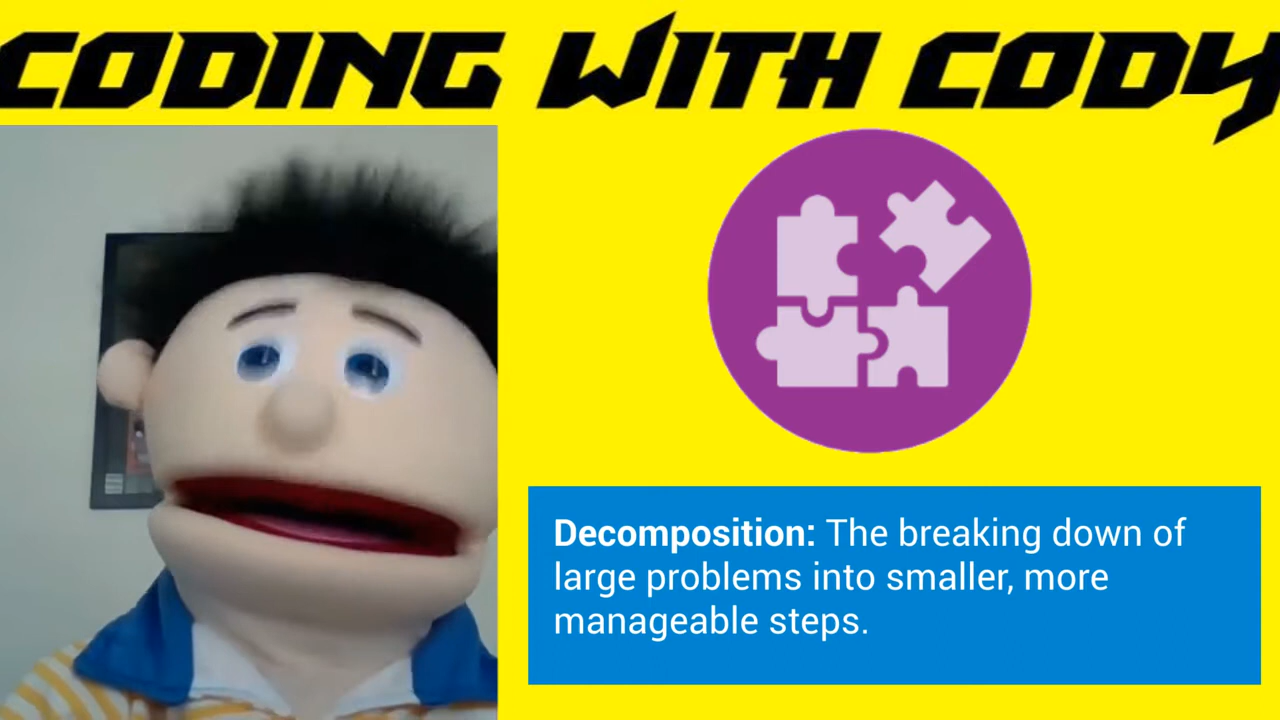 CODING WITH CODY
Decomposition: The breaking down of
large problems into smaller, more
manageable steps.